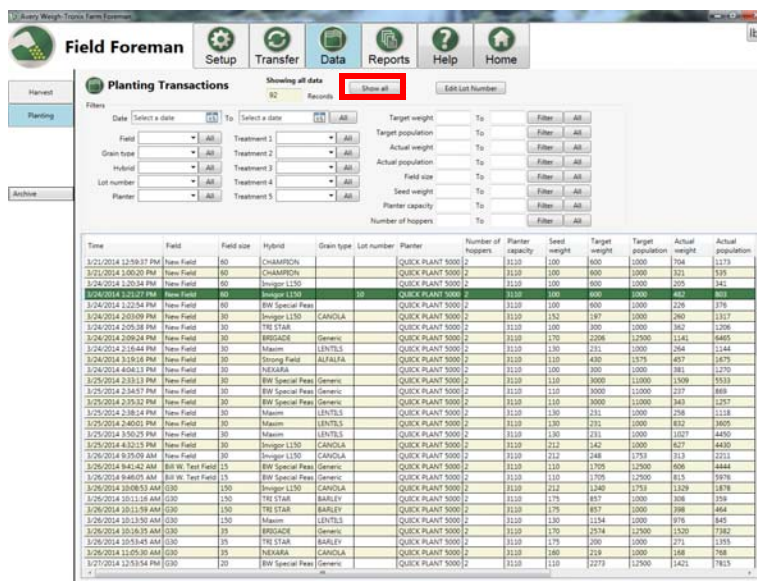 Avery Weigh-Tronix Farm Foreman
Field Foreman
Setup Transfer Data Reports Help Home
Harvest
Planting
Archive
Planting Transactions
Showing all data
92 Records
Show all
Edit Lot Number
Filters
Date Select a date 15 To Select a date 15 All
Field All Treatment 1 All
Grain type All Treatment 2 All
Hybrid All Treatment 3 All
Lot number All Treatment 4 All
Planter All Treatment 5 All
Target weight To Filter All
Target population To Filter All
Actual weight To Filter All
Actual population To Filter All
Field size To Filter All
Seed weight To Filter All
Planter capacity To Filter All
Number of hoppers To Filter All
Time Field Field size Hybrid Grain type Lot number Planter Number of hoppers Planter capacity Seed weight Target weight Target population Actual weight Actual population
3/21/2014 12:59:37 PM New Field 60 CHAMPION QUICK PLANT 5000 2 3110 100 600 1000 704 1173
3/21/2014 1:00:20 PM New Field 60 CHAMPION QUICK PLANT 5000 2 3110 100 600 1000 321 535
3/24/2014 1:20:34 PM New Field 60 Invigor L150 QUICK PLANT 5000 2 3110 100 600 1000 205 341
3/24/2014 1:21:27 PM New Field 60 Invigor L150 10 QUICK PLANT 5000 2 3110 100 600 1000 482 803
3/24/2014 1:22:54 PM New Field 60 BW Special Peas QUICK PLANT 5000 2 3110 100 600 1000 226 376
3/24/2014 2:03:09 PM New Field 30 Invigor L150 CANOLA QUICK PLANT 5000 2 3110 152 197 1000 260 1317
3/24/2014 2:05:38 PM New Field 30 TRI STAR QUICK PLANT 5000 2 3110 100 300 1000 362 1206
3/24/2014 2:09:24 PM New Field 30 BRIGADE Generic QUICK PLANT 5000 2 3110 170 2206 12500 1141 6465
3/24/2014 2:16:44 PM New Field 30 Maxim LENTILS QUICK PLANT 5000 2 3110 130 231 1000 264 1144
3/24/2014 3:19:16 PM New Field 30 Strong Field ALFALFA QUICK PLANT 5000 2 3110 110 430 1575 457 1675
3/24/2014 4:04:13 PM New Field 30 NEXARA QUICK PLANT 5000 2 3110 100 300 1000 381 1270
3/25/2014 2:33:13 PM New Field 30 BW Special Peas Generic QUICK PLANT 5000 2 3110 110 3000 11000 1509 5533
3/25/2014 2:34:57 PM New Field 30 BW Special Peas Generic QUICK PLANT 5000 2 3110 110 3000 11000 237 869
3/25/2014 2:35:32 PM New Field 30 BW Special Peas Generic QUICK PLANT 5000 2 3110 110 3000 11000 343 1257
3/25/2014 2:38:14 PM New Field 30 Maxim LENTILS QUICK PLANT 5000 2 3110 130 231 1000 258 1118
3/25/2014 2:40:01 PM New Field 30 Maxim LENTILS QUICK PLANT 5000 2 3110 130 231 1000 832 3605
3/25/2014 3:50:25 PM New Field 30 Maxim LENTILS QUICK PLANT 5000 2 3110 130 231 1000 1027 4450
3/25/2014 4:32:15 PM New Field 30 Invigor L150 CANOLA QUICK PLANT 5000 2 3110 212 142 1000 627 4430
3/26/2014 9:35:09 AM New Field 30 Invigor L150 CANOLA QUICK PLANT 5000 2 3110 212 248 1753 313 2211
3/26/2014 9:41:42 AM Bill W. Test Field 15 BW Special Peas Generic QUICK PLANT 5000 2 3110 110 1705 12500 606 4444
3/26/2014 9:46:05 AM Bill W. Test Field 15 BW Special Peas Generic QUICK PLANT 5000 2 3110 110 1705 12500 815 5976
3/26/2014 10:06:53 AM G30 150 Invigor L150 CANOLA QUICK PLANT 5000 2 3110 212 1240 1753 1329 1878
3/26/2014 10:11:16 AM G30 150 TRI STAR BARLEY QUICK PLANT 5000 2 3110 175 857 1000 308 359
3/26/2014 10:11:59 AM G30 150 TRI STAR BARLEY QUICK PLANT 5000 2 3110 175 857 1000 398 464
3/26/2014 10:13:50 AM G30 150 Maxim LENTILS QUICK PLANT 5000 2 3110 130 1154 1000 976 845
3/26/2014 10:16:35 AM G30 35 BRIGADE Generic QUICK PLANT 5000 2 3110 170 2574 12500 1520 7382
3/26/2014 10:53:45 AM G30 35 TRI STAR BARLEY QUICK PLANT 5000 2 3110 175 200 1000 271 1355
3/26/2014 11:05:30 AM G30 35 NEXARA CANOLA QUICK PLANT 5000 2 3110 160 219 1000 168 768
3/27/2014 12:53:54 PM G30 20 BW Special Peas Generic QUICK PLANT 5000 2 3110 110 2273 12500 1421 7815